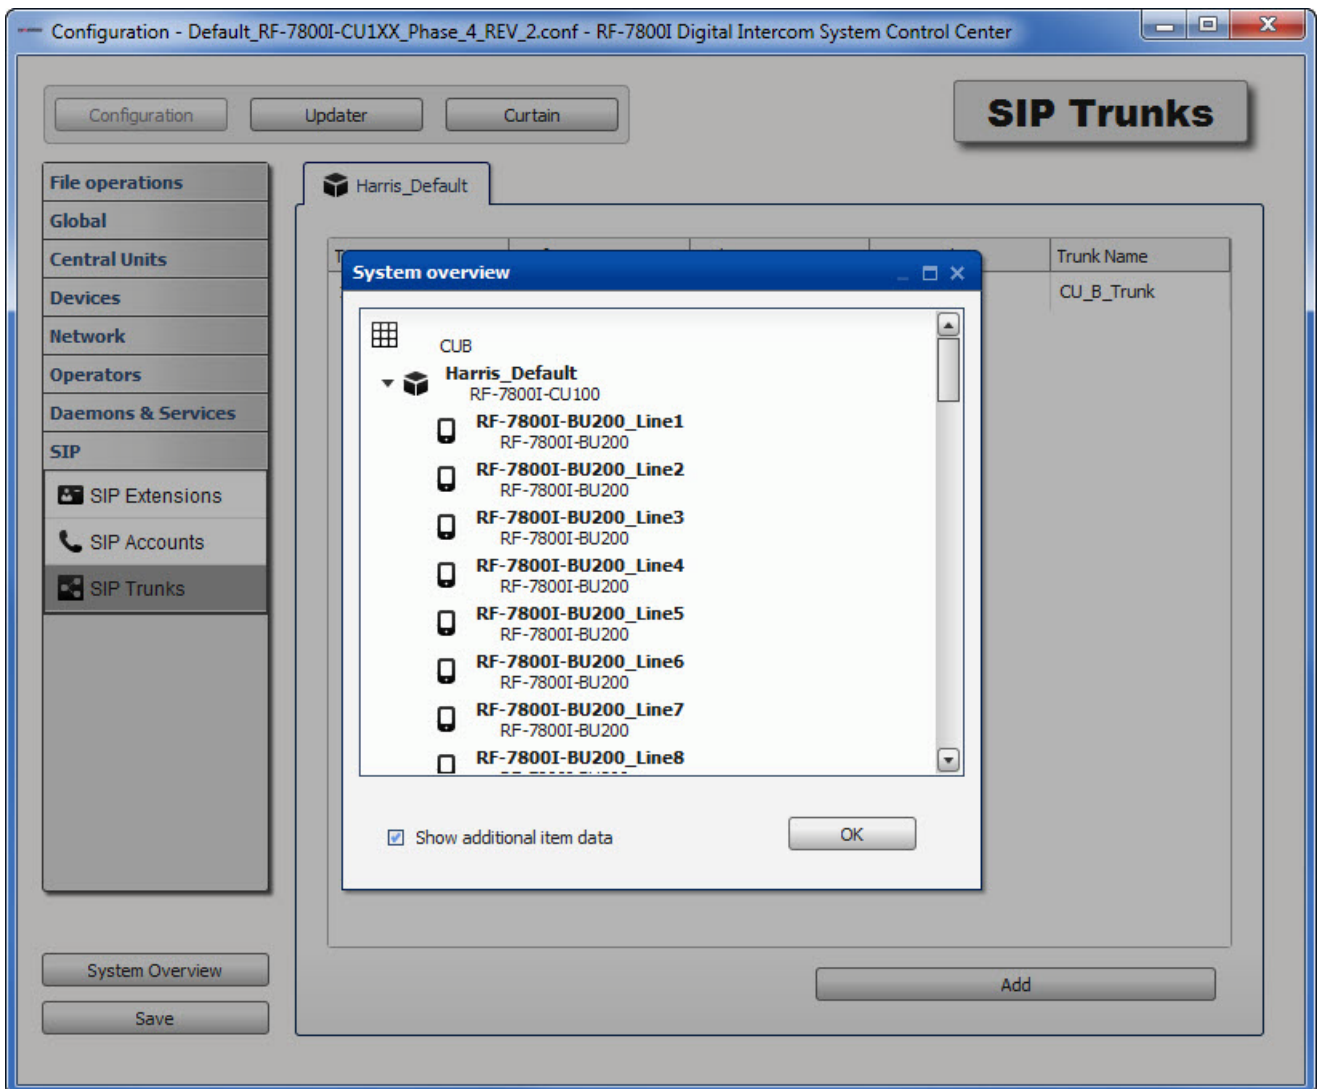 Configuration - Default_RF-7800I-CU1XX_Phase_4_REV_2.conf - RF-7800I Digital Intercom System Control Center
Configuration
Updater
Curtain
SIP Trunks
File operations
Global
Central Units
Devices
Network
Operators
Daemons & Services
SIP
SIP Extensions
SIP Accounts
SIP Trunks
System Overview
Save
Harris_Default
Trunk Name
CU_B_Trunk
System overview
CUB
Harris_Default
RF-7800I-CU100
RF-7800I-BU200_Line1
RF-7800I-BU200
RF-7800I-BU200_Line2
RF-7800I-BU200
RF-7800I-BU200_Line3
RF-7800I-BU200
RF-7800I-BU200_Line4
RF-7800I-BU200
RF-7800I-BU200_Line5
RF-7800I-BU200
RF-7800I-BU200_Line6
RF-7800I-BU200
RF-7800I-BU200_Line7
RF-7800I-BU200
RF-7800I-BU200_Line8
Show additional item data
OK
Add